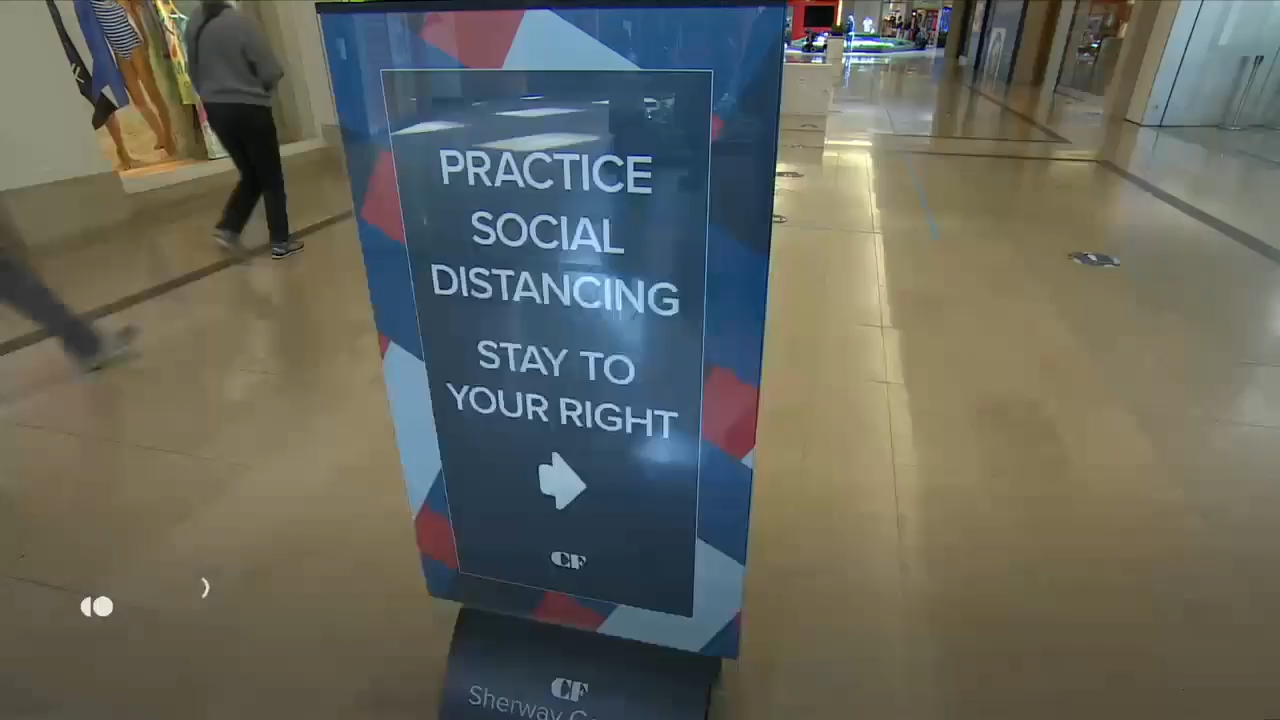 PRACTICE
SOCIAL
DISTANCING
STAY TO
YOUR RIGHT
CF
CF
Sherway